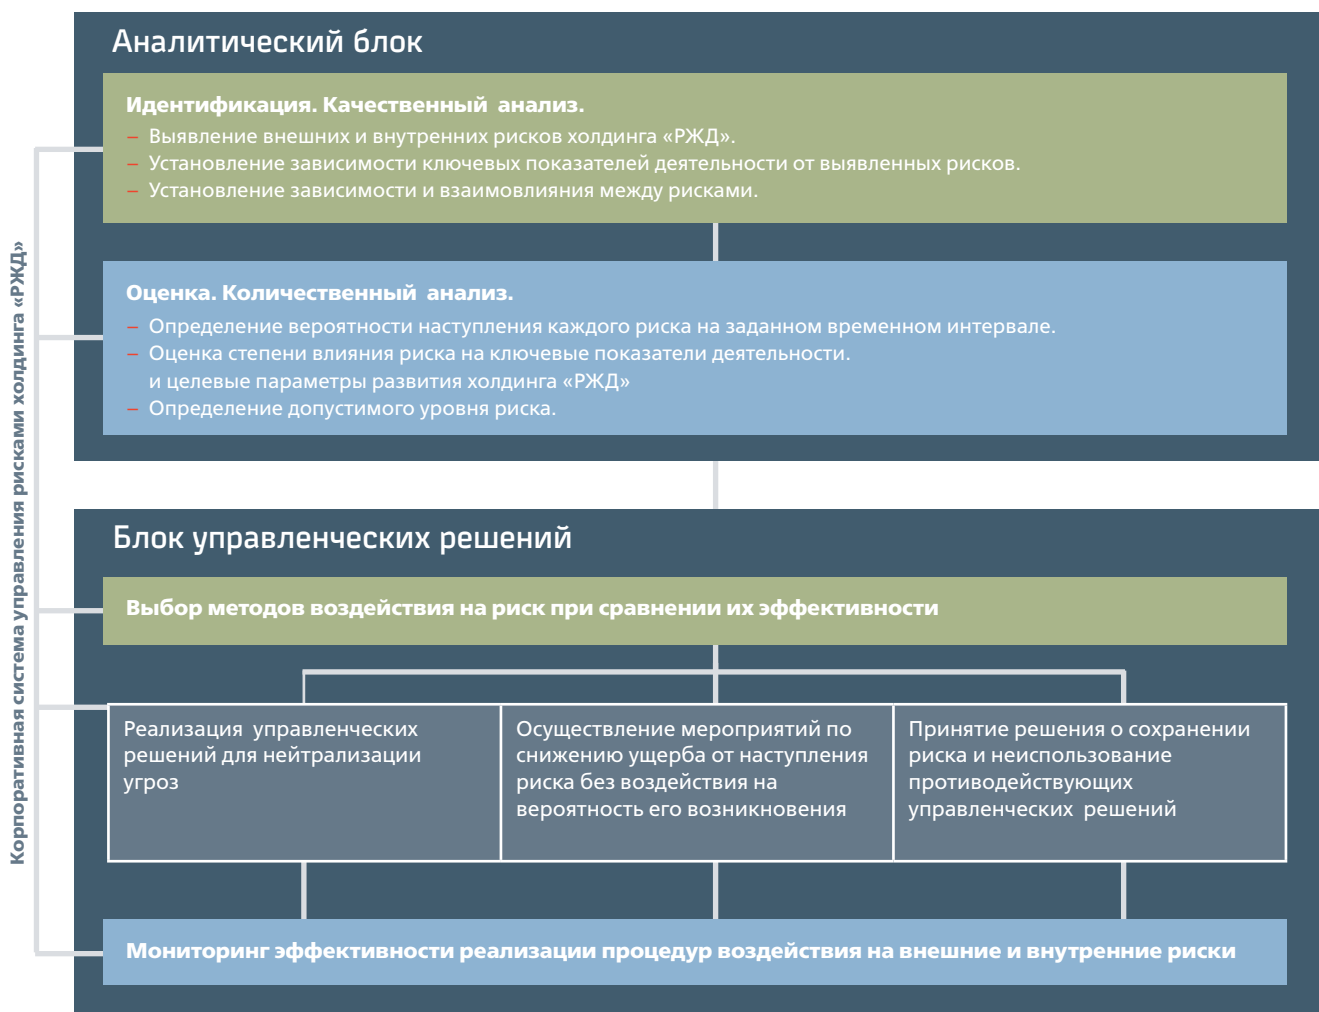 Аналитический блок
Идентификация. Качественный анализ.
– Выявление внешних и внутренних рисков холдинга «РЖД».
– Установление зависимости ключевых показателей деятельности от выявленных рисков.
– Установление зависимости и взаимовлияния между рисками.
Оценка. Количественный анализ.
– Определение вероятности наступления каждого риска на заданном временном интервале.
– Оценка степени влияния риска на ключевые показатели деятельности.
и целевые параметры развития холдинга «РЖД»
– Определение допустимого уровня риска.
Корпоративная система управления рисками холдинга «РЖД»
Блок управленческих решений
Выбор методов воздействия на риск при сравнении их эффективности
Реализация управленческих
решений для нейтрализации
угроз
Осуществление мероприятий по
снижению ущерба от наступления
риска без воздействия на
вероятность его возникновения
Принятие решения о сохранении
риска и неиспользование
противодействующих
управленческих решений
Мониторинг эффективности реализации процедур воздействия на внешние и внутренние риски